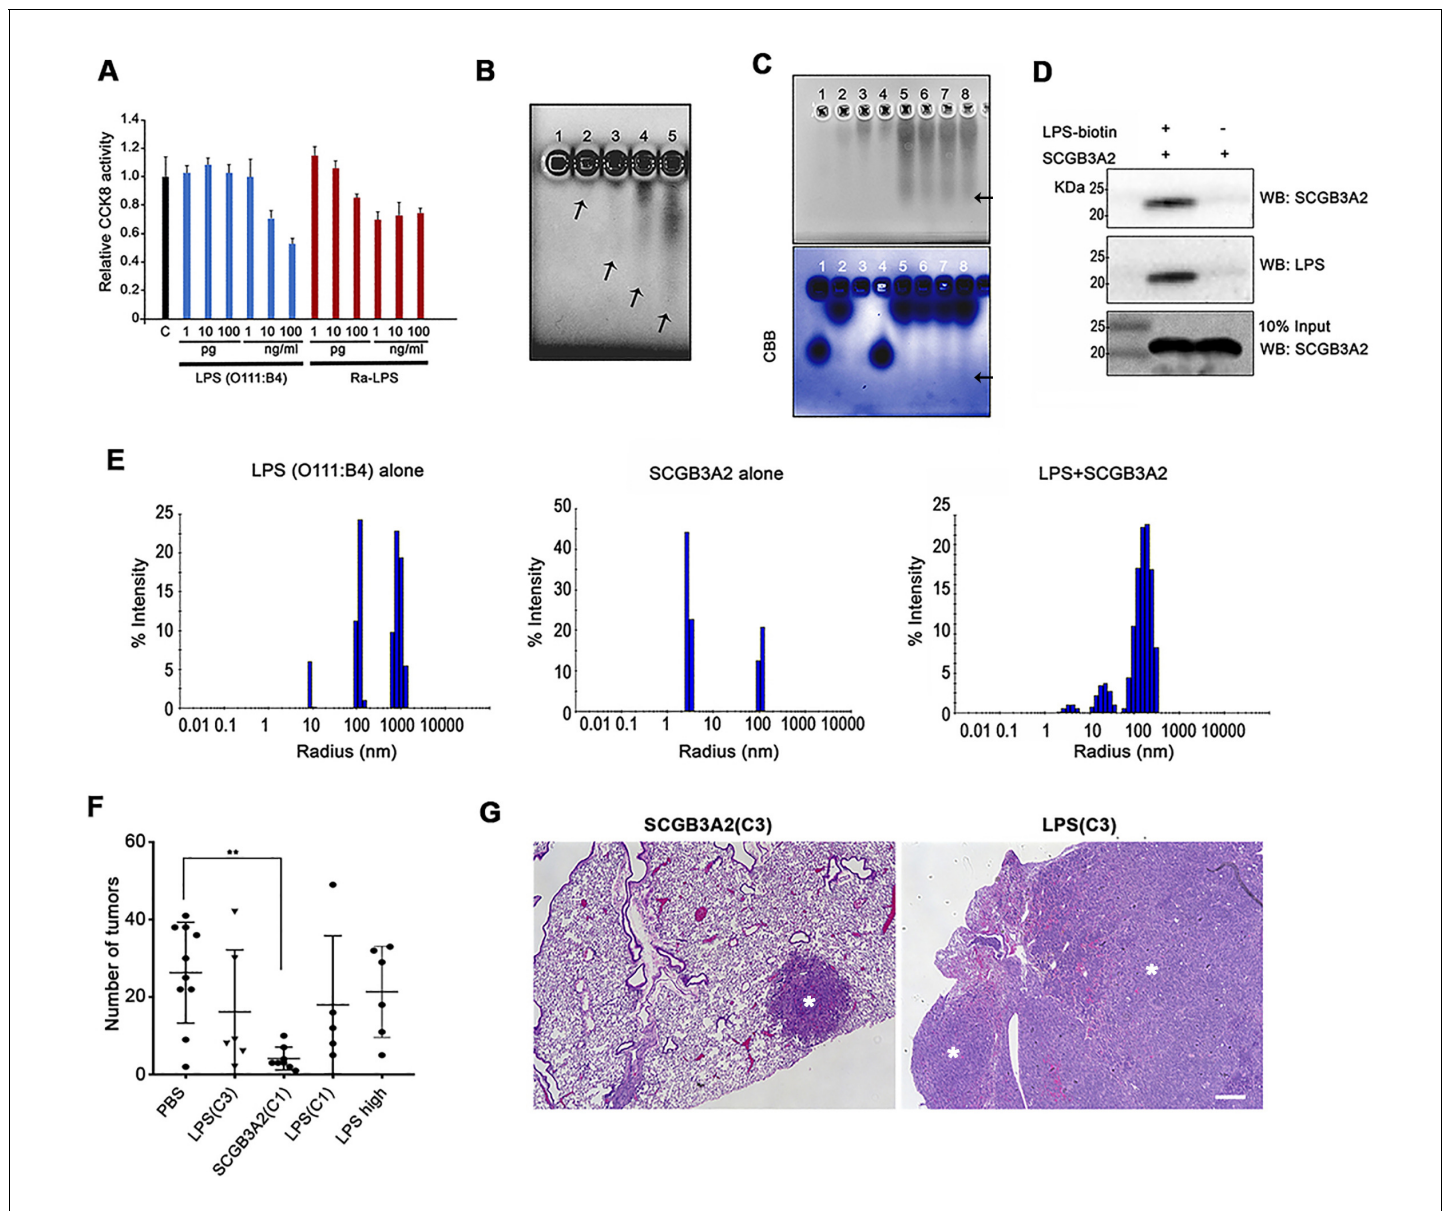 A
Relative CCK8 activity
1.4
1.2
1.0
0.8
0.6
0.4
0.2
0
C 1 10 100 1 10 100 1 10 100 1 10 100
pg ng/ml pg ng/ml
LPS (O111:B4) Ra-LPS
B
1 2 3 4 5
C
1 2 3 4 5 6 7 8
1 2 3 4 5 6 7 8
CBB
D
LPS-biotin + -
SCGB3A2 + +
KDa 25
20
WB: SCGB3A2
25
20
WB: LPS
25
20
10% Input
WB: SCGB3A2
E
LPS (O111:B4) alone
% Intensity
25
20
15
10
5
0
0.01 0.1 1 10 100 1000 10000
Radius (nm)
SCGB3A2 alone
% Intensity
50
40
30
20
10
0
0.01 0.1 1 10 100 1000 10000
Radius (nm)
LPS+SCGB3A2
% Intensity
25
20
15
10
5
0
0.01 0.1 1 10 100 1000 10000
Radius (nm)
F
Number of tumors
60
40
20
0
**
PBS
LPS(C3)
SCGB3A2(C1)
LPS(C1)
LPS high
G
SCGB3A2(C3)
LPS(C3)
*
*
*